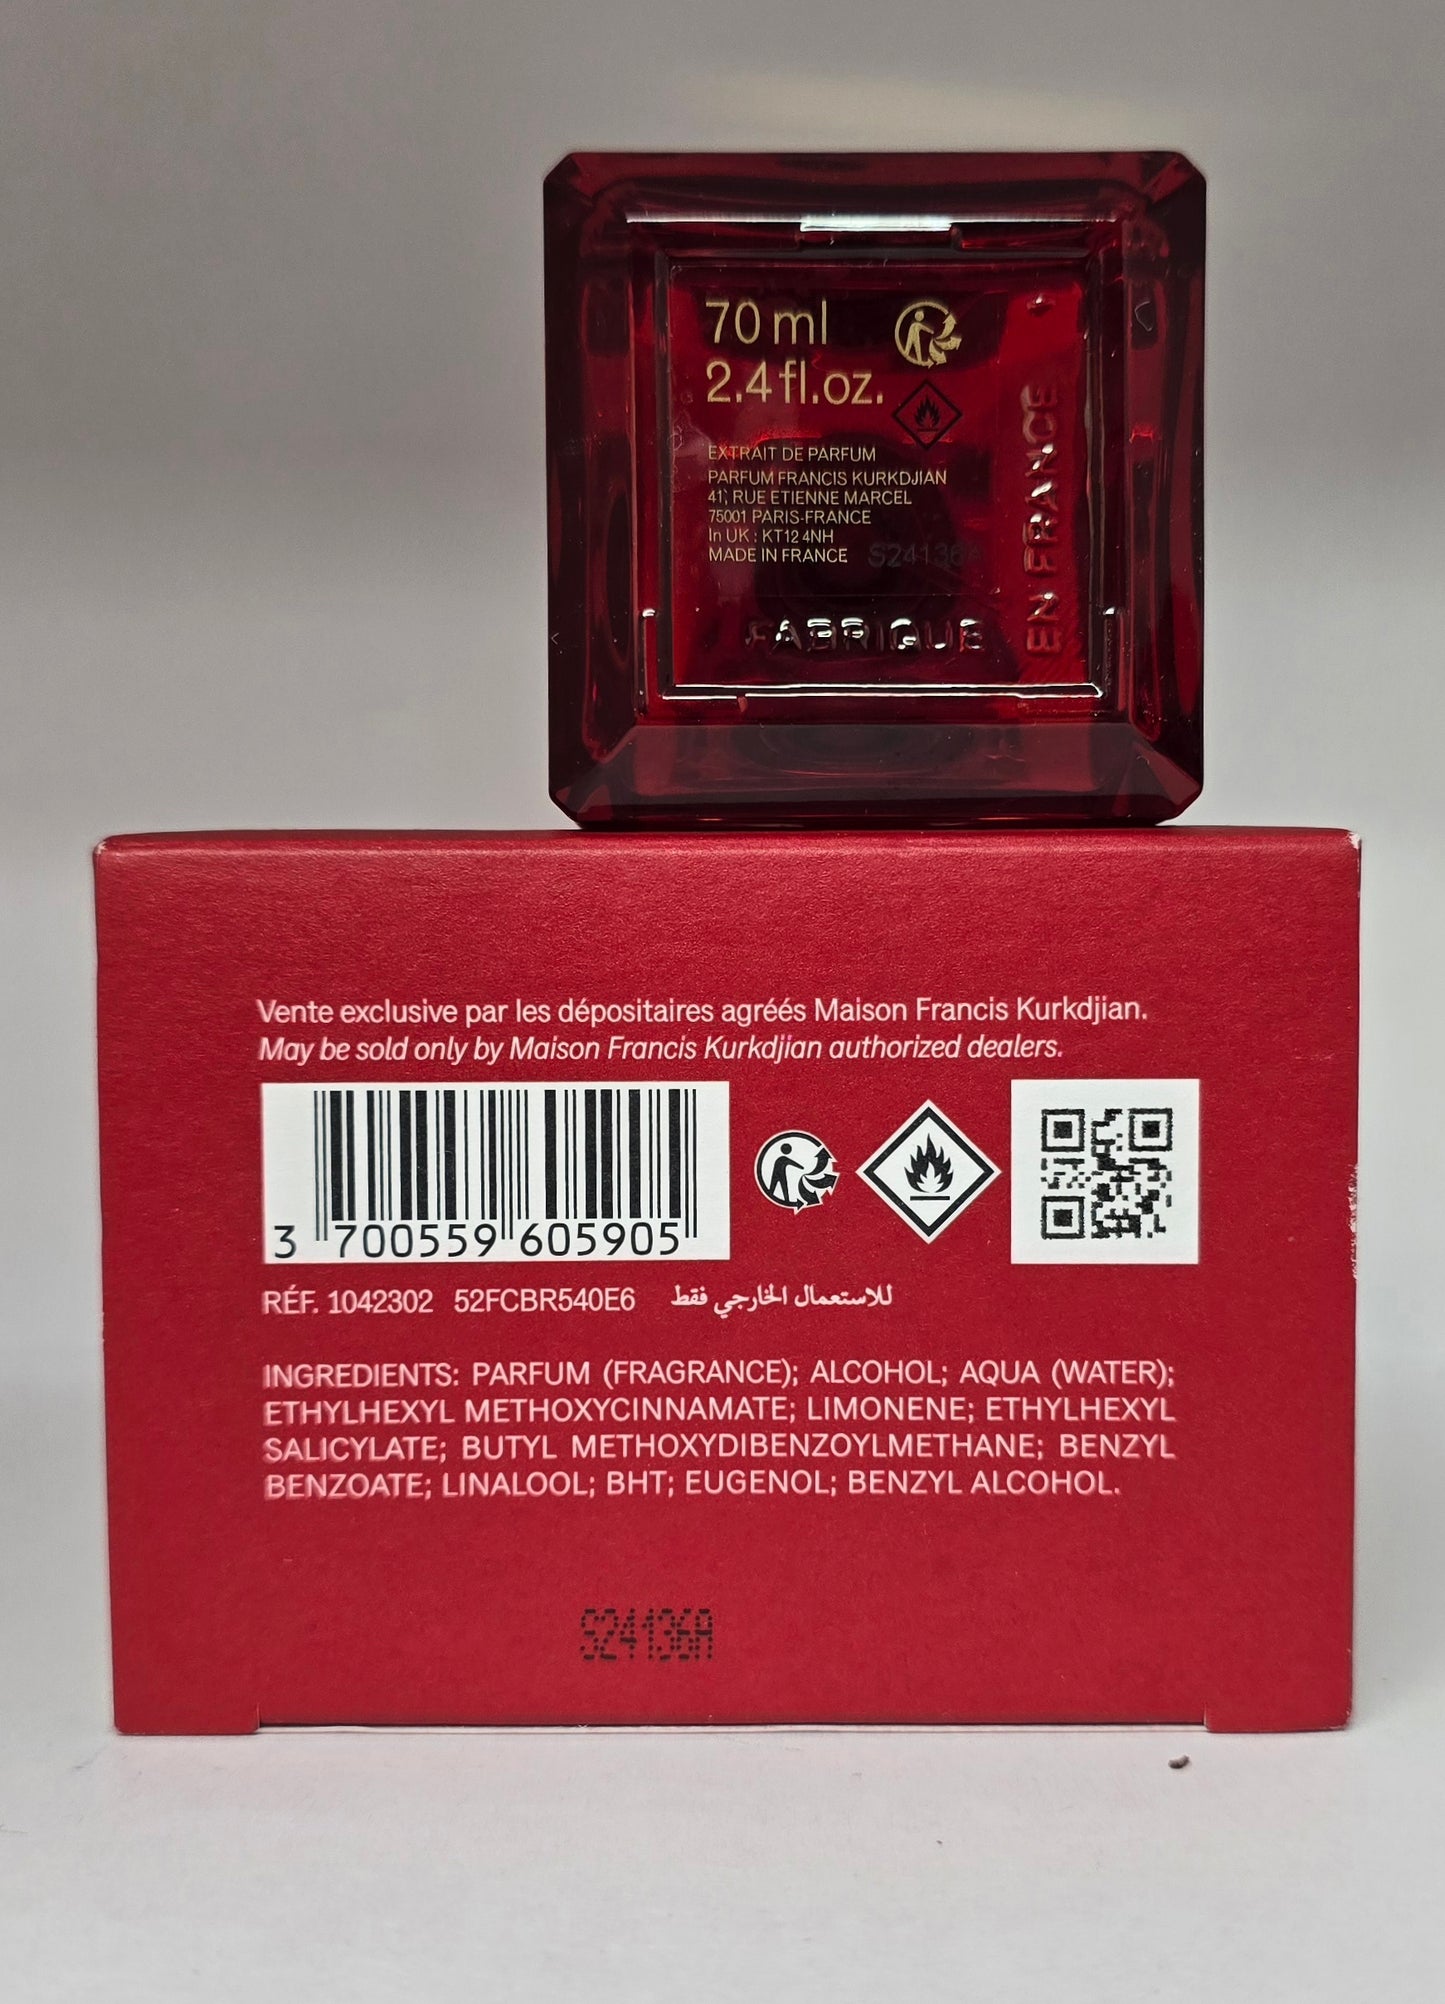 70 ml
2.4 fl.oz.
EXTRAIT DE PARFUM
PARFUM FRANCIS KURKDJIAN
41, RUE ETIENNE MARCEL
75001 PARIS-FRANCE
In UK : KT12 4NH
MADE IN FRANCE S24136A
FABRIQUE
EN FRANCE
Vente exclusive par les dépositaires agréés Maison Francis Kurkdjian.
May be sold only by Maison Francis Kurkdjian authorized dealers.
3 700559 605905
RÉF. 1042302 52FCBR540E6 للاستعمال الخارجي فقط
INGREDIENTS: PARFUM (FRAGRANCE); ALCOHOL; AQUA (WATER);
ETHYLHEXYL METHOXYCINNAMATE; LIMONENE; ETHYLHEXYL
SALICYLATE; BUTYL METHOXYDIBENZOYLMETHANE; BENZYL
BENZOATE; LINALOOL; BHT; EUGENOL; BENZYL ALCOHOL.
S24136A